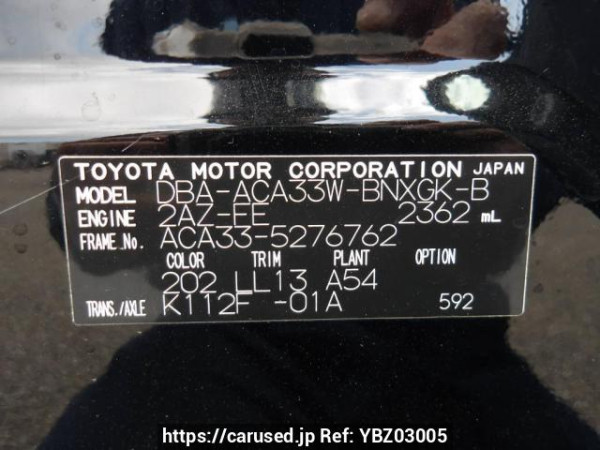 TOYOTA MOTOR CORPORATION JAPAN
MODEL DBA-ACA33W-BNXGK-B
ENGINE 2AZ-FE 2362 mL
FRAME No. ACA33-5276762
COLOR TRIM PLANT OPTION
202 LL13 A54
TRANS./AXLE K112F -01A 592
https://carused.jp Ref: YBZ03005